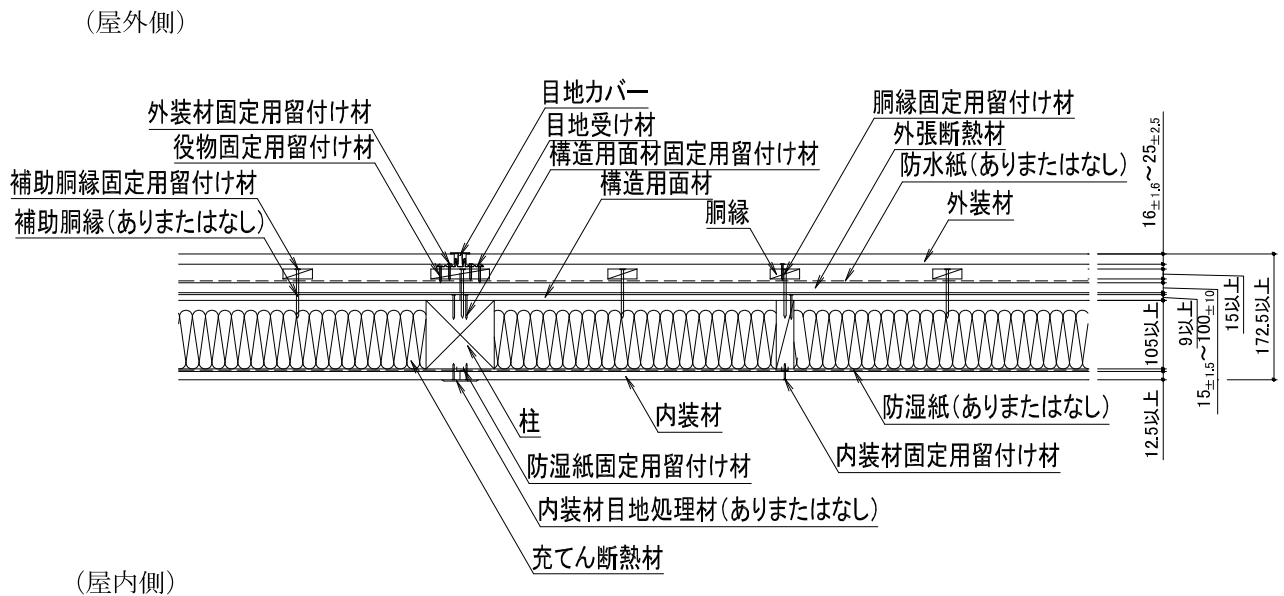 (屋外側)
外装材固定用留付け材
役物固定用留付け材
補助胴縁固定用留付け材
補助胴縁(ありまたはなし)
目地カバー
目地受け材
構造用面材固定用留付け材
構造用面材
胴縁
胴縁固定用留付け材
外張断熱材
防水紙(ありまたはなし)
外装材
16±1.6～25±2.5
15以上
15±1.5～100±10
9以上
105以上
12.5以上
172.5以上
柱
防湿紙固定用留付け材
内装材目地処理材(ありまたはなし)
充てん断熱材
内装材
防湿紙(ありまたはなし)
内装材固定用留付け材
(屋内側)